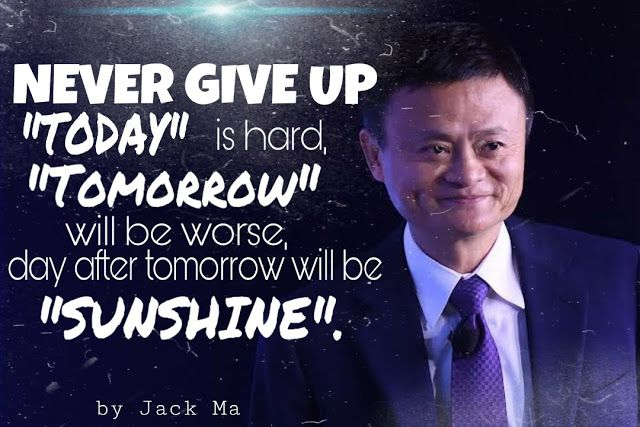 NEVER GIVE UP
"TODAY" is hard,
"TOMORROW"
will be worse,
day after tomorrow will be
"SUNSHINE".
by Jack Ma